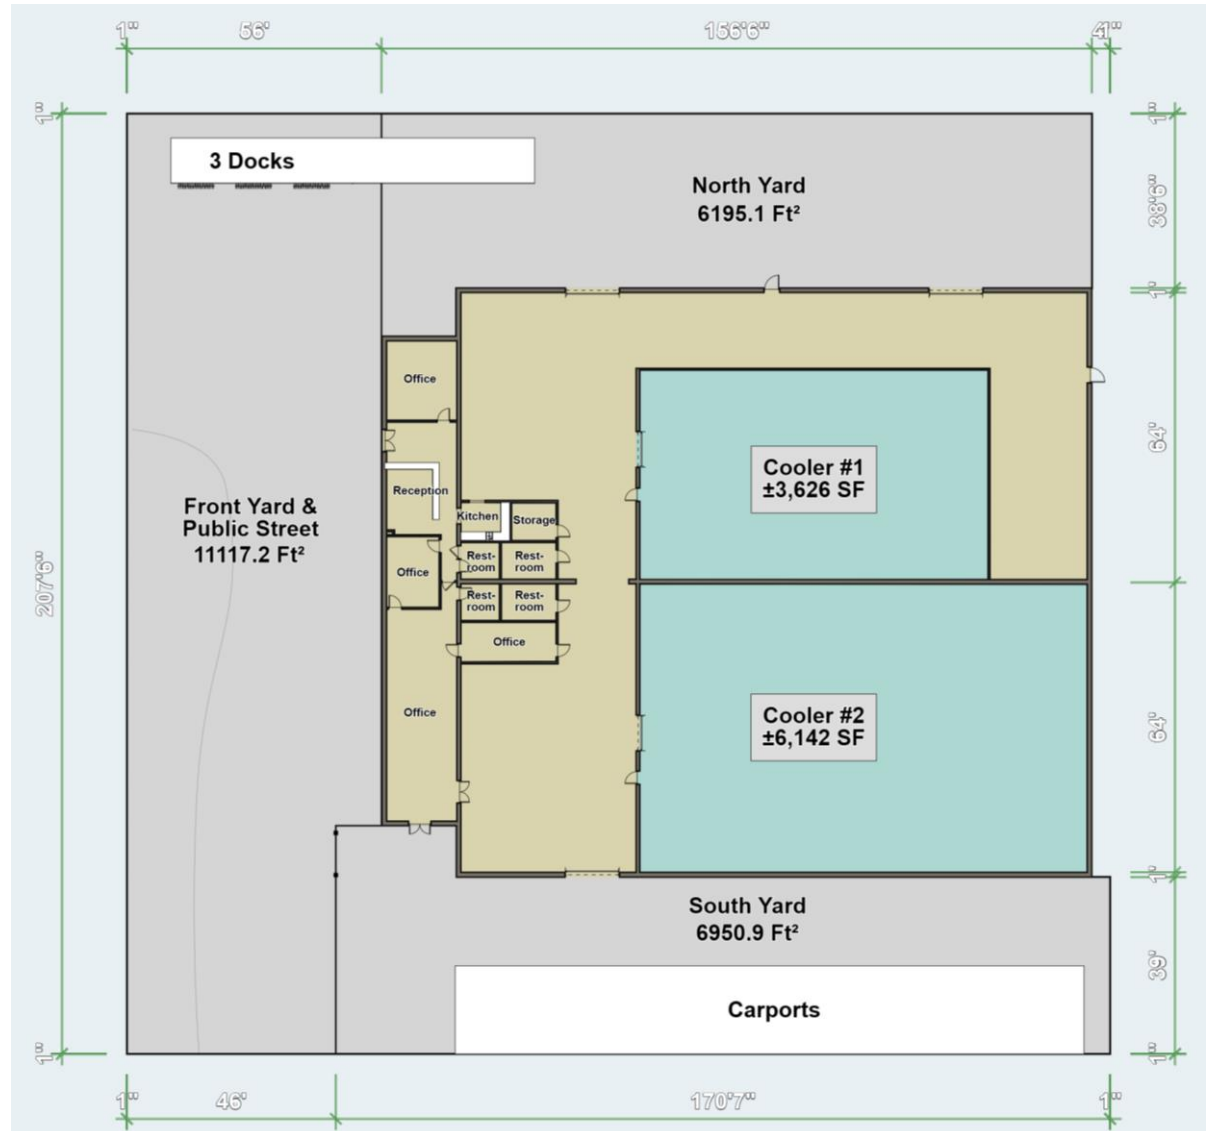 1" 56' 156'6" 41"
1"
3 Docks
North Yard
6195.1 Ft²
1"
38'6"
1'
Office
Reception
Kitchen
Storage
Rest-
room
Rest-
room
Office
Rest-
room
Rest-
room
Office
Office
Cooler #1
±3,626 SF
64'
Front Yard &
Public Street
11117.2 Ft²
207'6"
Cooler #2
±6,142 SF
64'
1'
South Yard
6950.9 Ft²
39'
Carports
1"
1"
1" 46' 170'7" 1"